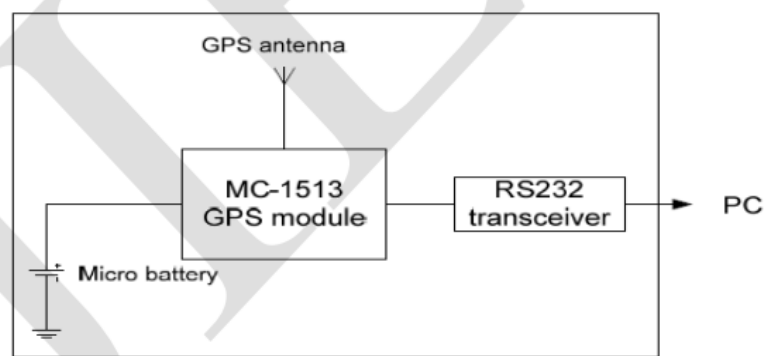 GPS antenna
MC-1513
GPS module
RS232
transceiver
PC
Micro battery